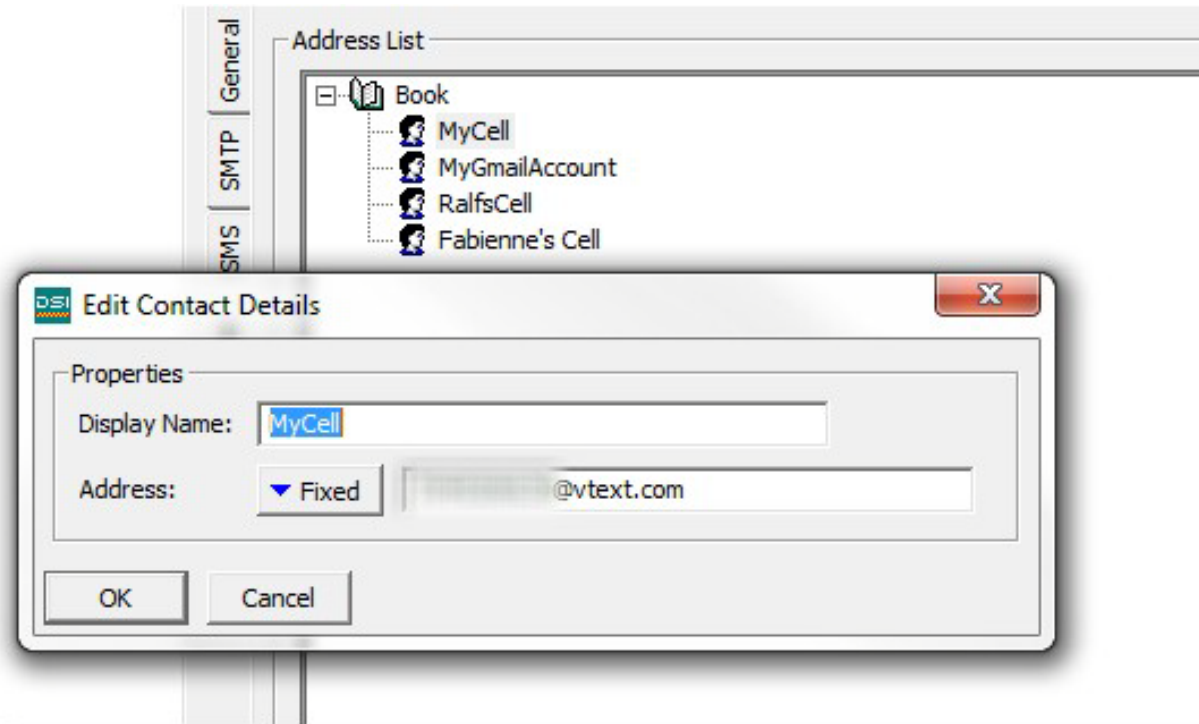 General
SMTP
SMS
Address List
Book
MyCell
MyGmailAccount
RalfsCell
Fabienne's Cell
DSI Edit Contact Details
Properties
Display Name: MyCell
Address: Fixed @vtext.com
OK Cancel